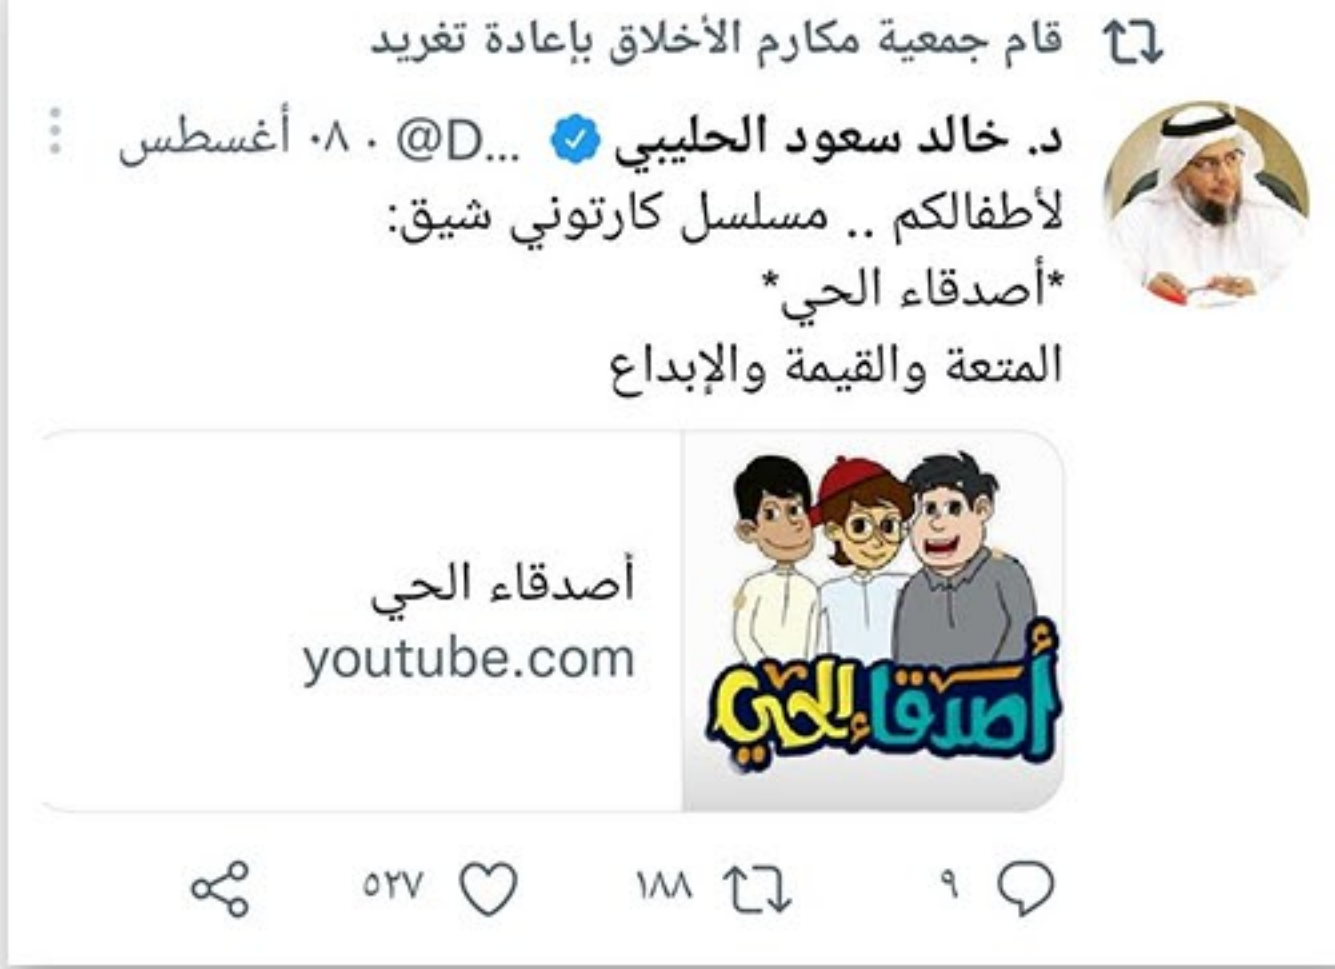 قام جمعية مكارم الأخلاق بإعادة تغريد
د. خالد سعود الحليبي @D... · ٠٨ أغسطس
لأطفالكم .. مسلسل كارتوني شيق:
*أصدقاء الحي*
المتعة والقيمة والإبداع
أصدقاء الحي
أصدقاء الحي
youtube.com
٩ ١٨٨ ٥٢٧